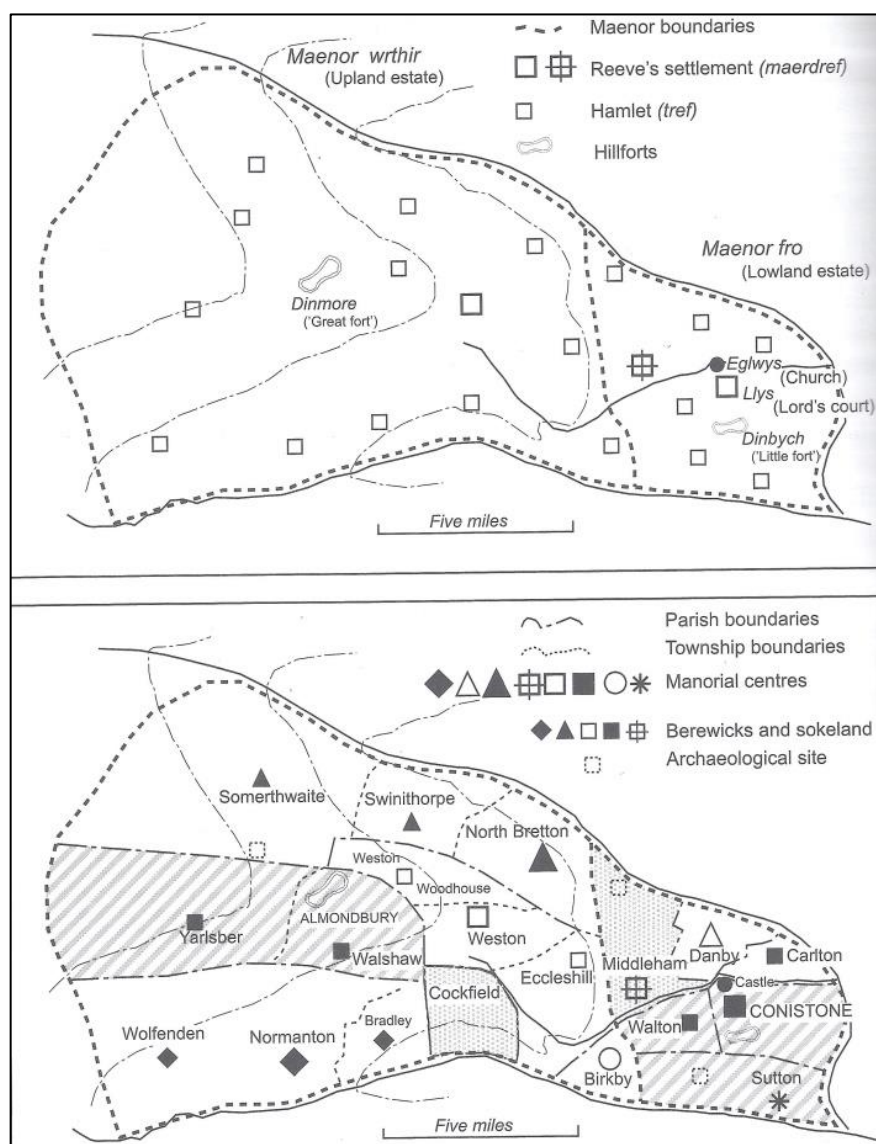 Maenor wrthir
(Upland estate)
Maenor boundaries
Reeve's settlement (maerdref)
Hamlet (tref)
Hillforts
Maenor fro
(Lowland estate)
Dinmore
('Great fort')
Eglwys
(Church)
Llys
(Lord's court)
Dinbych
('Little fort')
Five miles
Parish boundaries
Township boundaries
Manorial centres
Berewicks and sokeland
Archaeological site
Somerthwaite
Swinithorpe
North Bretton
Weston
Woodhouse
ALMONDBURY
Yarlsber
Walshaw
Weston
Eccleshill
Middleham
Danby
Carlton
Castle
CONISTONE
Walton
Cockfield
Wolfenden
Normanton
Bradley
Birkby
Sutton
Five miles